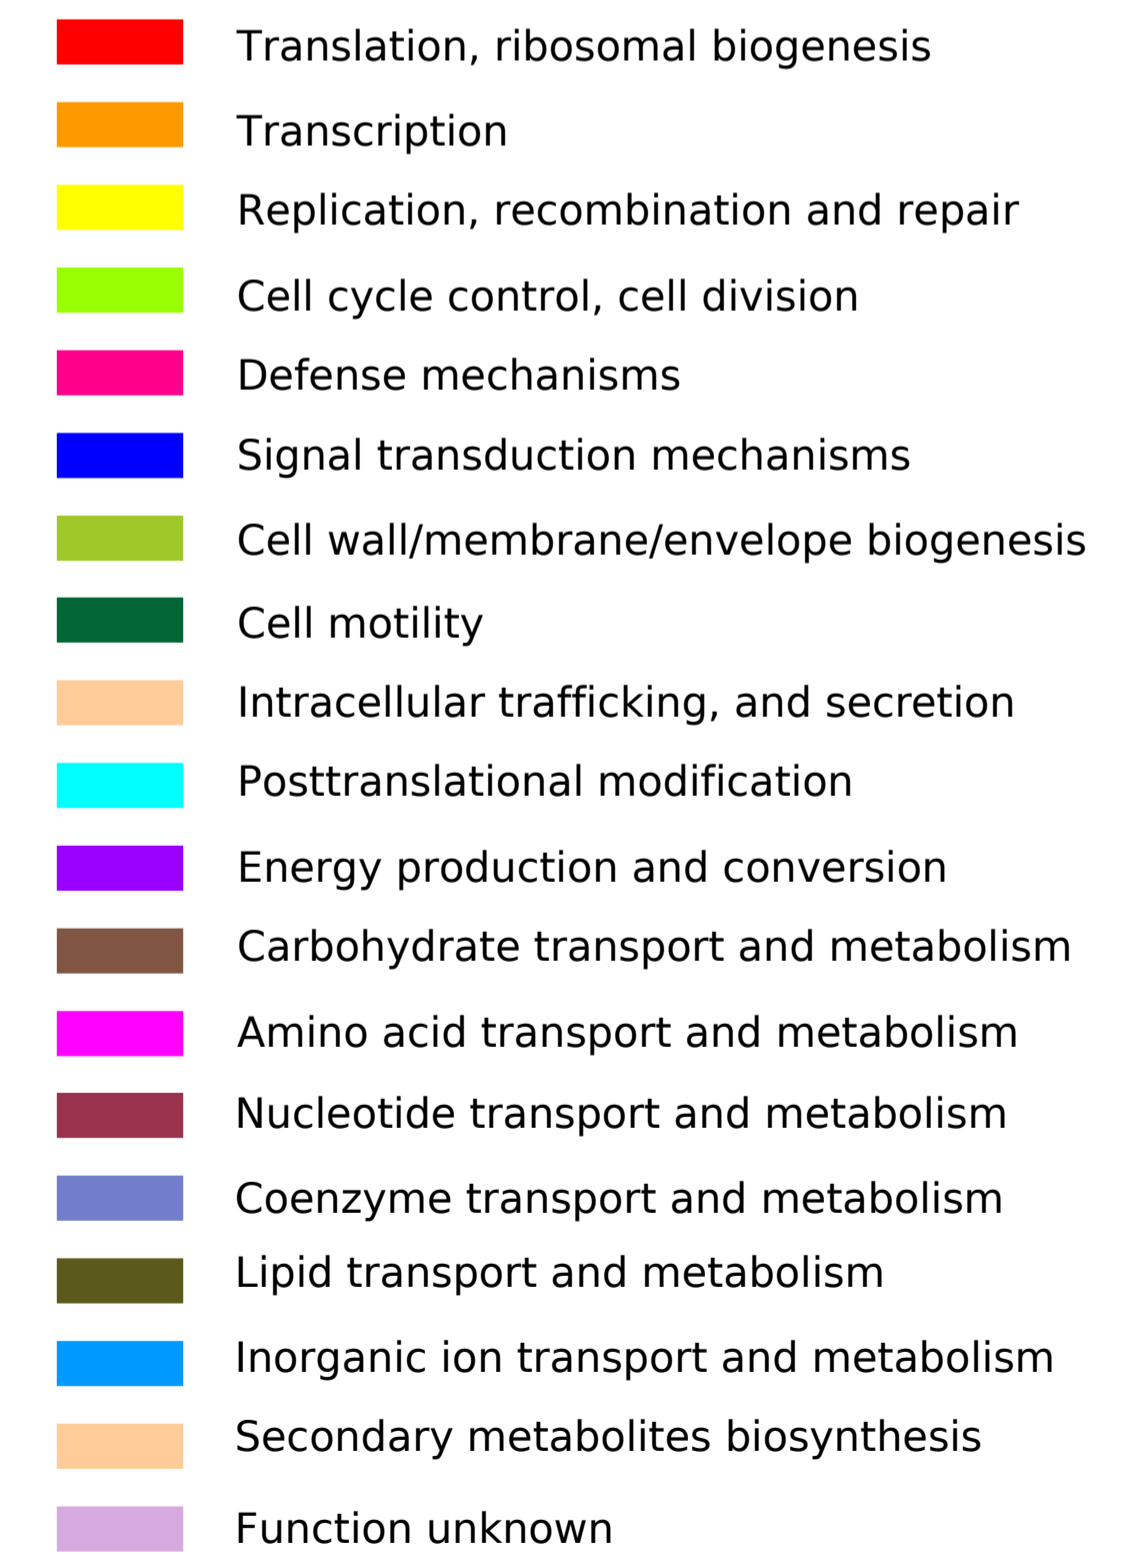 Translation, ribosomal biogenesis
Transcription
Replication, recombination and repair
Cell cycle control, cell division
Defense mechanisms
Signal transduction mechanisms
Cell wall/membrane/envelope biogenesis
Cell motility
Intracellular trafficking, and secretion
Posttranslational modification
Energy production and conversion
Carbohydrate transport and metabolism
Amino acid transport and metabolism
Nucleotide transport and metabolism
Coenzyme transport and metabolism
Lipid transport and metabolism
Inorganic ion transport and metabolism
Secondary metabolites biosynthesis
Function unknown